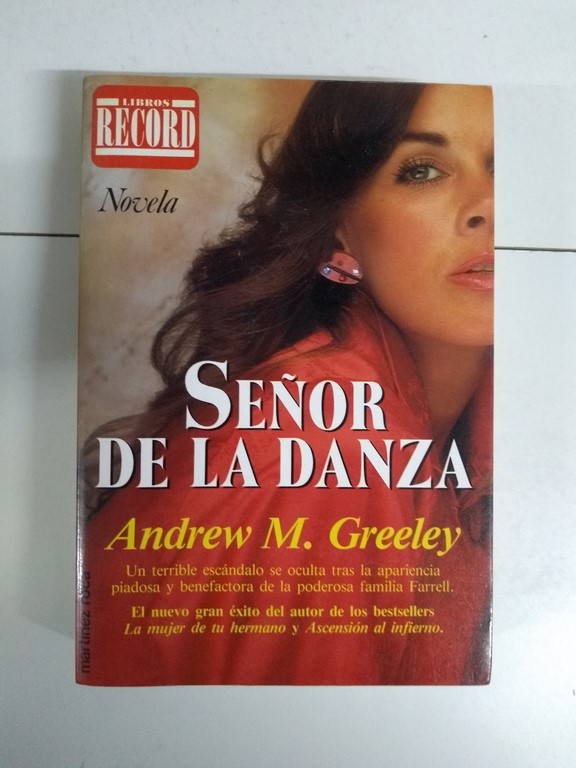 LIBROS
RECORD
Novela
SEÑOR
DE LA DANZA
Andrew M. Greeley
Un terrible escándalo se oculta tras la apariencia
piadosa y benefactora de la poderosa familia Farrell.
El nuevo gran éxito del autor de los bestsellers
La mujer de tu hermano y Ascensión al infierno.
martínez roca